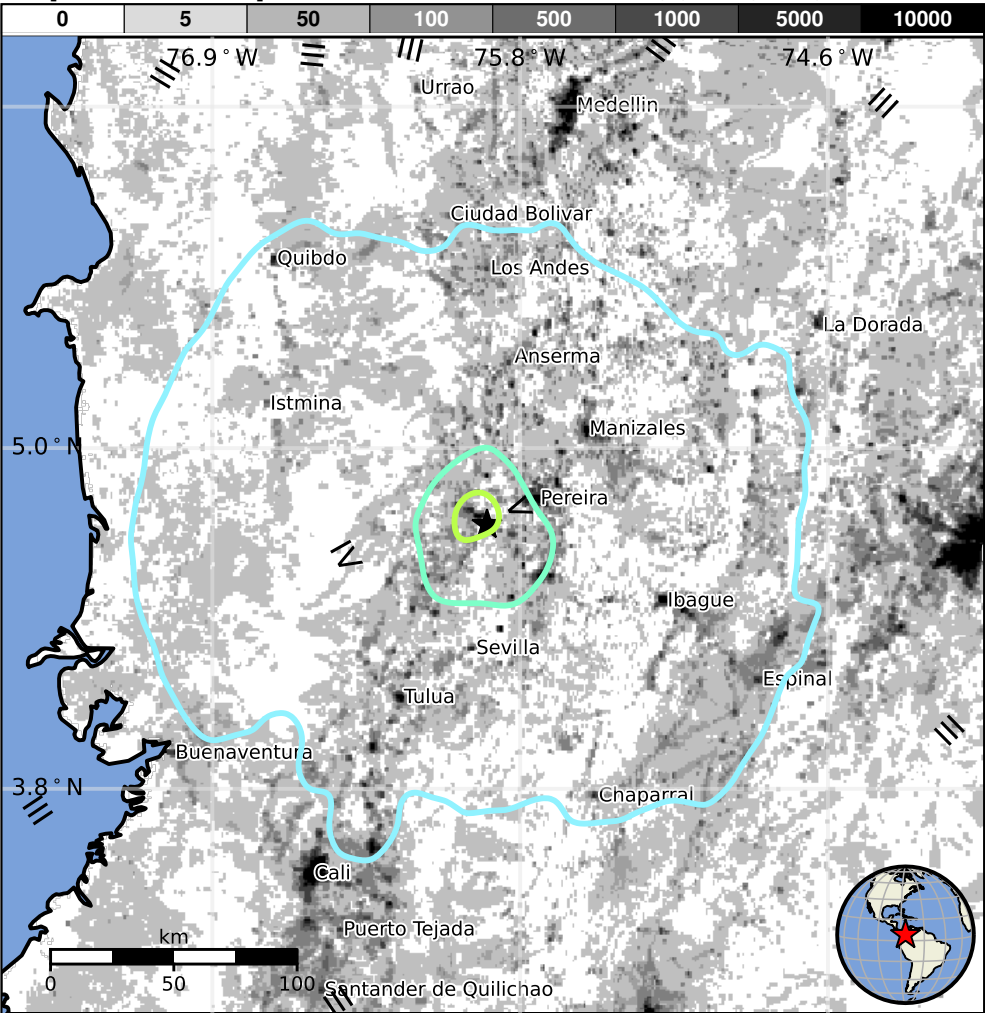 0 5 50 100 500 1000 5000 10000
76.9°W 75.8°W 74.6°W
Urrao
Medellin
Ciudad Bolivar
Quibdo
Los Andes
La Dorada
Anserma
Istmina
Manizales
5.0°N
Pereira
V
IV
III
III
III
III
III
Ibague
Sevilla
Espinal
Tulua
III
Buenaventura
3.8°N
Chaparral
III
Cali
Puerto Tejada
km
0 50 100
Santander de Quilichao
III